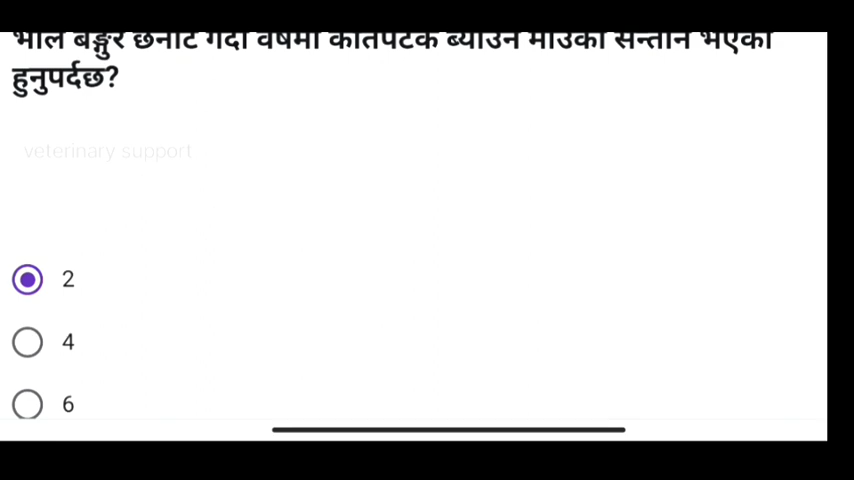 भाले बङ्गुर छनौट गर्दा वर्षमा कतिपटक ब्याउने माउको सन्तान भएको
हुनुपर्दछ?
veterinary support
2
4
6